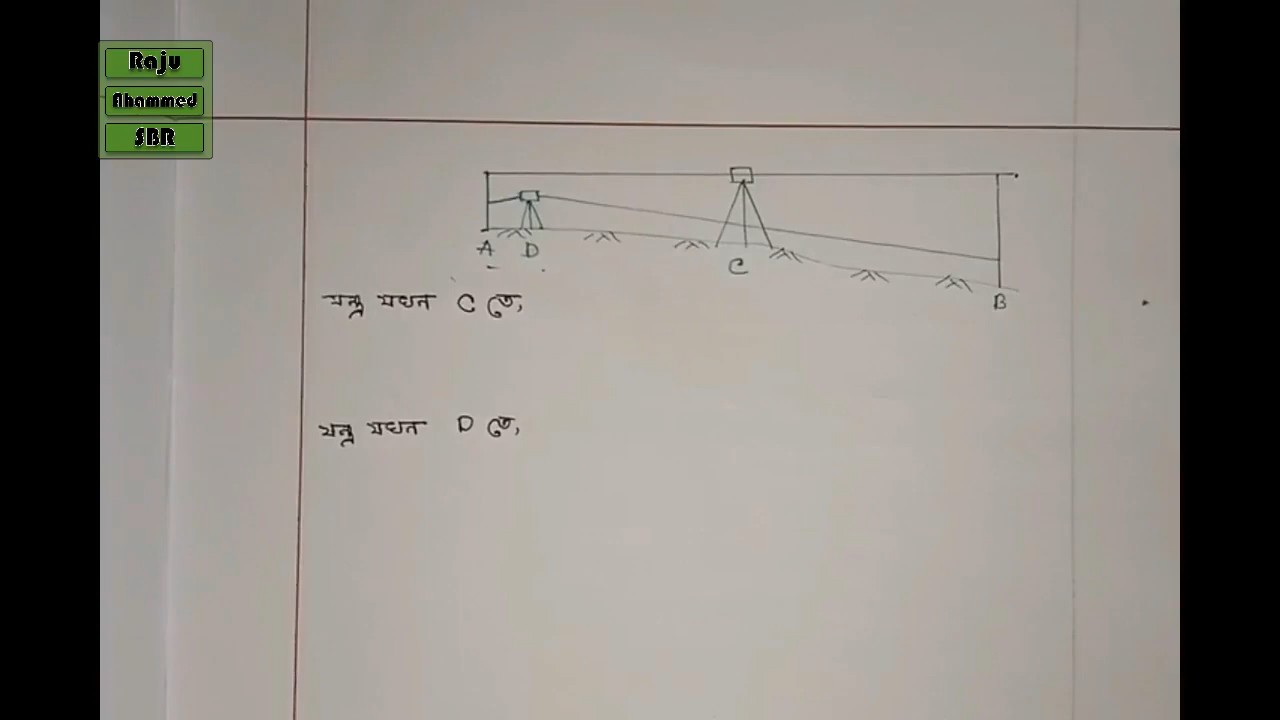 Raju
Ahammed
SBR
A D
C
B
যন্ত্র যখন C তে,
যন্ত্র যখন D তে,